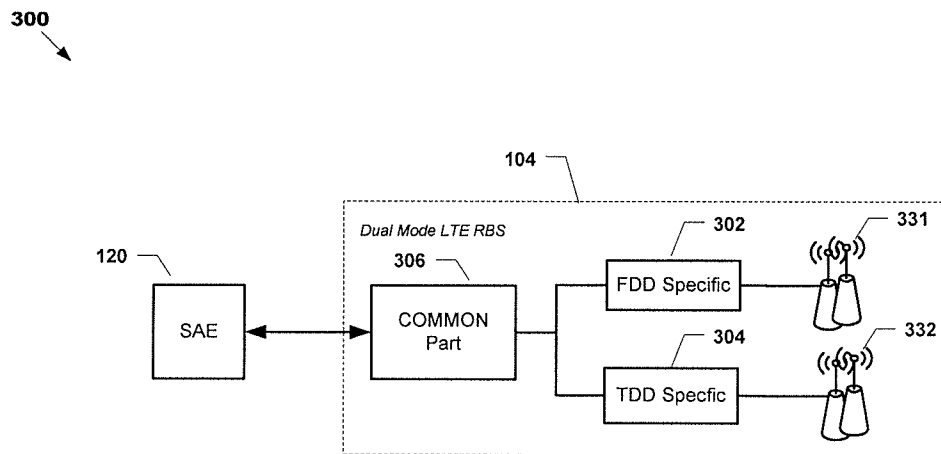 300
104
Dual Mode LTE RBS
302
331
120
306
FDD Specific
SAE
COMMON
Part
304
332
TDD Specfic